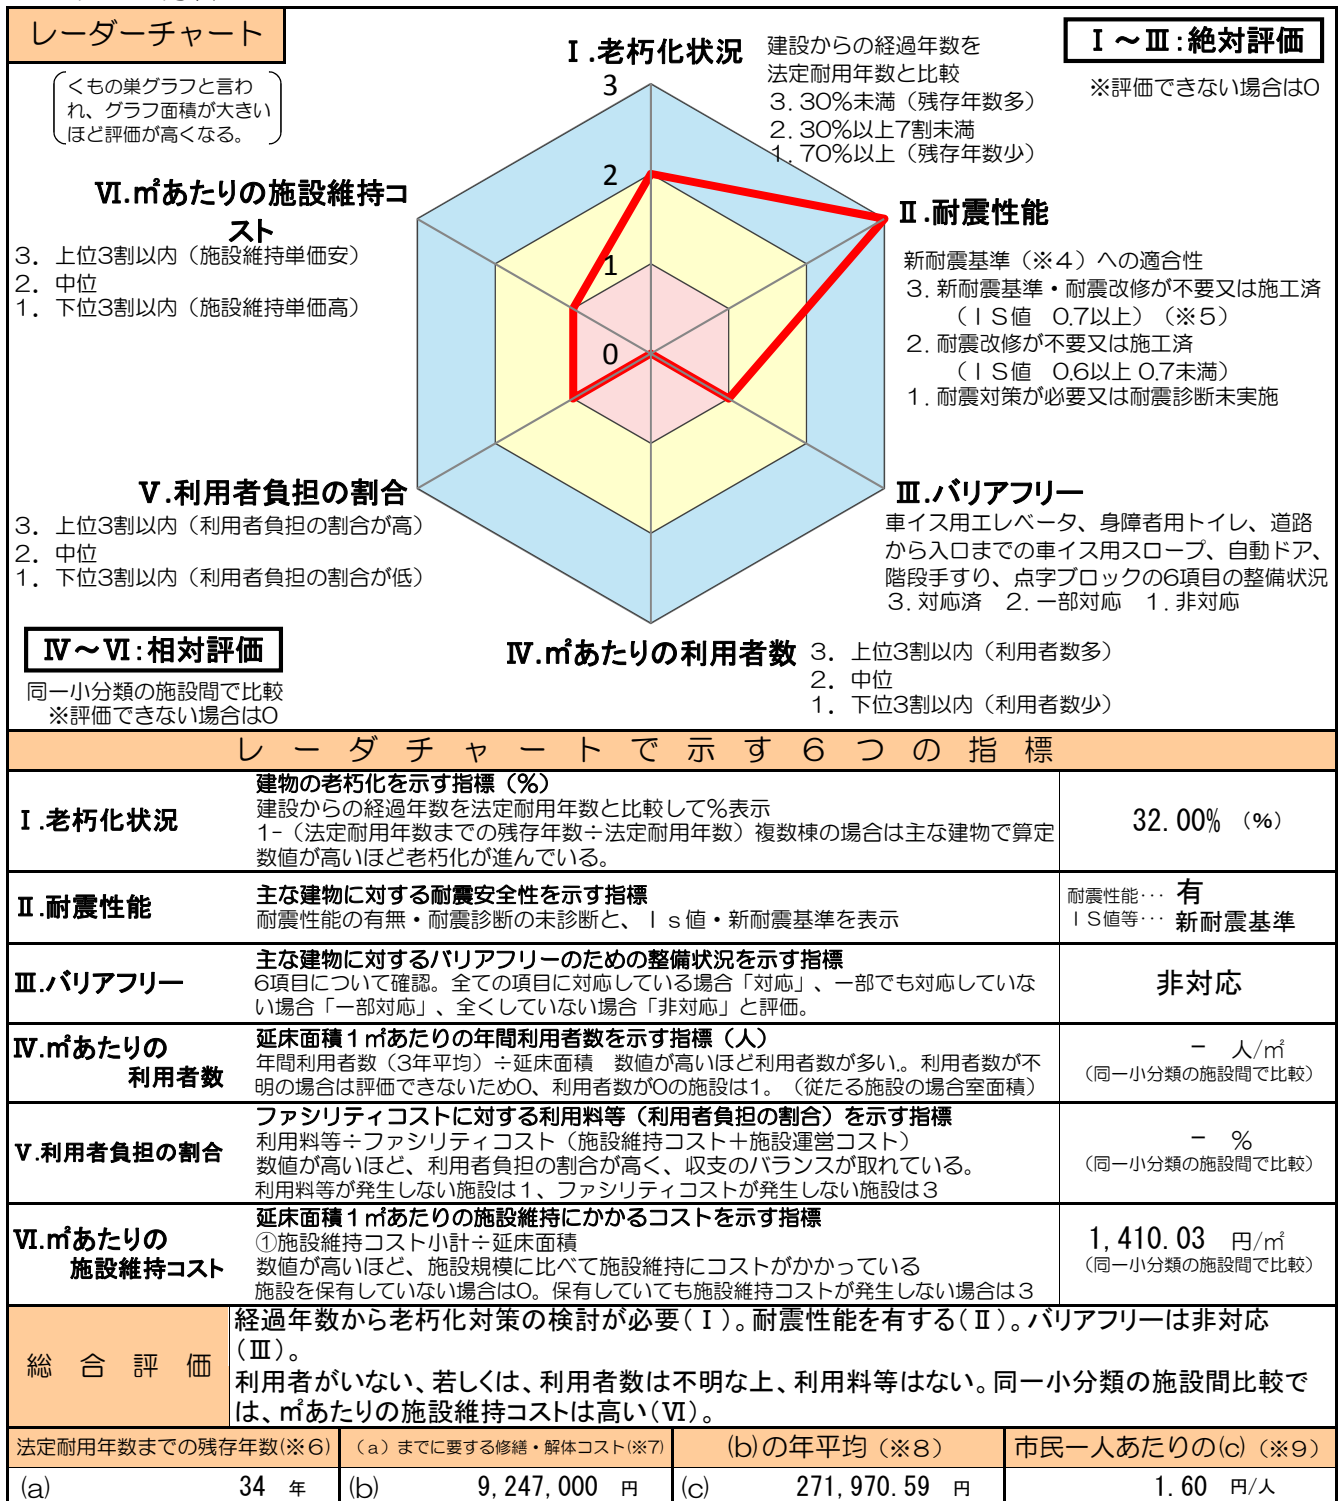 レーダーチャート
くもの巣グラフと言わ
れ、グラフ面積が大きい
ほど評価が高くなる。
Ⅰ～Ⅲ:絶対評価
※評価できない場合は0
Ⅰ.老朽化状況
建設からの経過年数を
法定耐用年数と比較
3. 30%未満（残存年数多）
2. 30%以上7割未満
1. 70%以上（残存年数少）
3
2
1
0
Ⅱ.耐震性能
新耐震基準（※4）への適合性
3. 新耐震基準・耐震改修が不要又は施工済
（ＩＳ値　0.7以上）（※5）
2. 耐震改修が不要又は施工済
（ＩＳ値　0.6以上 0.7未満）
1. 耐震対策が必要又は耐震診断未実施
Ⅵ.㎡あたりの施設維持コ
スト
3. 上位3割以内（施設維持単価安）
2. 中位
1. 下位3割以内（施設維持単価高）
Ⅴ.利用者負担の割合
3. 上位3割以内（利用者負担の割合が高）
2. 中位
1. 下位3割以内（利用者負担の割合が低）
Ⅲ.バリアフリー
車イス用エレベータ、身障者用トイレ、道路
から入口までの車イス用スロープ、自動ドア、
階段手すり、点字ブロックの6項目の整備状況
3. 対応済　2. 一部対応　1. 非対応
Ⅳ～Ⅵ:相対評価
同一小分類の施設間で比較
※評価できない場合は0
Ⅳ.㎡あたりの利用者数
3. 上位3割以内（利用者数多）
2. 中位
1. 下位3割以内（利用者数少）
レーダチャートで示す6つの指標
Ⅰ.老朽化状況
建物の老朽化を示す指標（%）
建設からの経過年数を法定耐用年数と比較して%表示
1-（法定耐用年数までの残存年数÷法定耐用年数）複数棟の場合は主な建物で算定
数値が高いほど老朽化が進んでいる。
32.00% （%）
Ⅱ.耐震性能
主な建物に対する耐震安全性を示す指標
耐震性能の有無・耐震診断の未診断と、Ｉｓ値・新耐震基準を表示
耐震性能… 有
ＩＳ値等… 新耐震基準
Ⅲ.バリアフリー
主な建物に対するバリアフリーのための整備状況を示す指標
6項目について確認。全ての項目に対応している場合「対応」、一部でも対応していな
い場合「一部対応」、全くしていない場合「非対応」と評価。
非対応
Ⅳ.㎡あたりの
利用者数
延床面積１㎡あたりの年間利用者数を示す指標（人）
年間利用者数（3年平均）÷延床面積　数値が高いほど利用者数が多い。利用者数が不
明の場合は評価できないため0、利用者数が0の施設は1。（従たる施設の場合室面積）
－　人/㎡
（同一小分類の施設間で比較）
Ⅴ.利用者負担の割合
ファシリティコストに対する利用料等（利用者負担の割合）を示す指標
利用料等÷ファシリティコスト（施設維持コスト＋施設運営コスト）
数値が高いほど、利用者負担の割合が高く、収支のバランスが取れている。
利用料等が発生しない施設は１、ファシリティコストが発生しない施設は３
－　%
（同一小分類の施設間で比較）
Ⅵ.㎡あたりの
施設維持コスト
延床面積１㎡あたりの施設維持にかかるコストを示す指標
①施設維持コスト小計÷延床面積
数値が高いほど、施設規模に比べて施設維持にコストがかかっている
施設を保有していない場合は0。保有していても施設維持コストが発生しない場合は３
1,410.03　円/㎡
（同一小分類の施設間で比較）
総合評価
経過年数から老朽化対策の検討が必要(Ⅰ)。耐震性能を有する(Ⅱ)。バリアフリーは非対応
(Ⅲ)。
利用者がいない、若しくは、利用者数は不明な上、利用料等はない。同一小分類の施設間比較で
は、㎡あたりの施設維持コストは高い(Ⅵ)。
法定耐用年数までの残存年数(※6)
（a）までに要する修繕・解体コスト(※7)
(b)の年平均（※8）
市民一人あたりの(c)（※9）
(a)　34 年
(b)　9,247,000 円
(c)　271,970.59 円
1.60 円/人